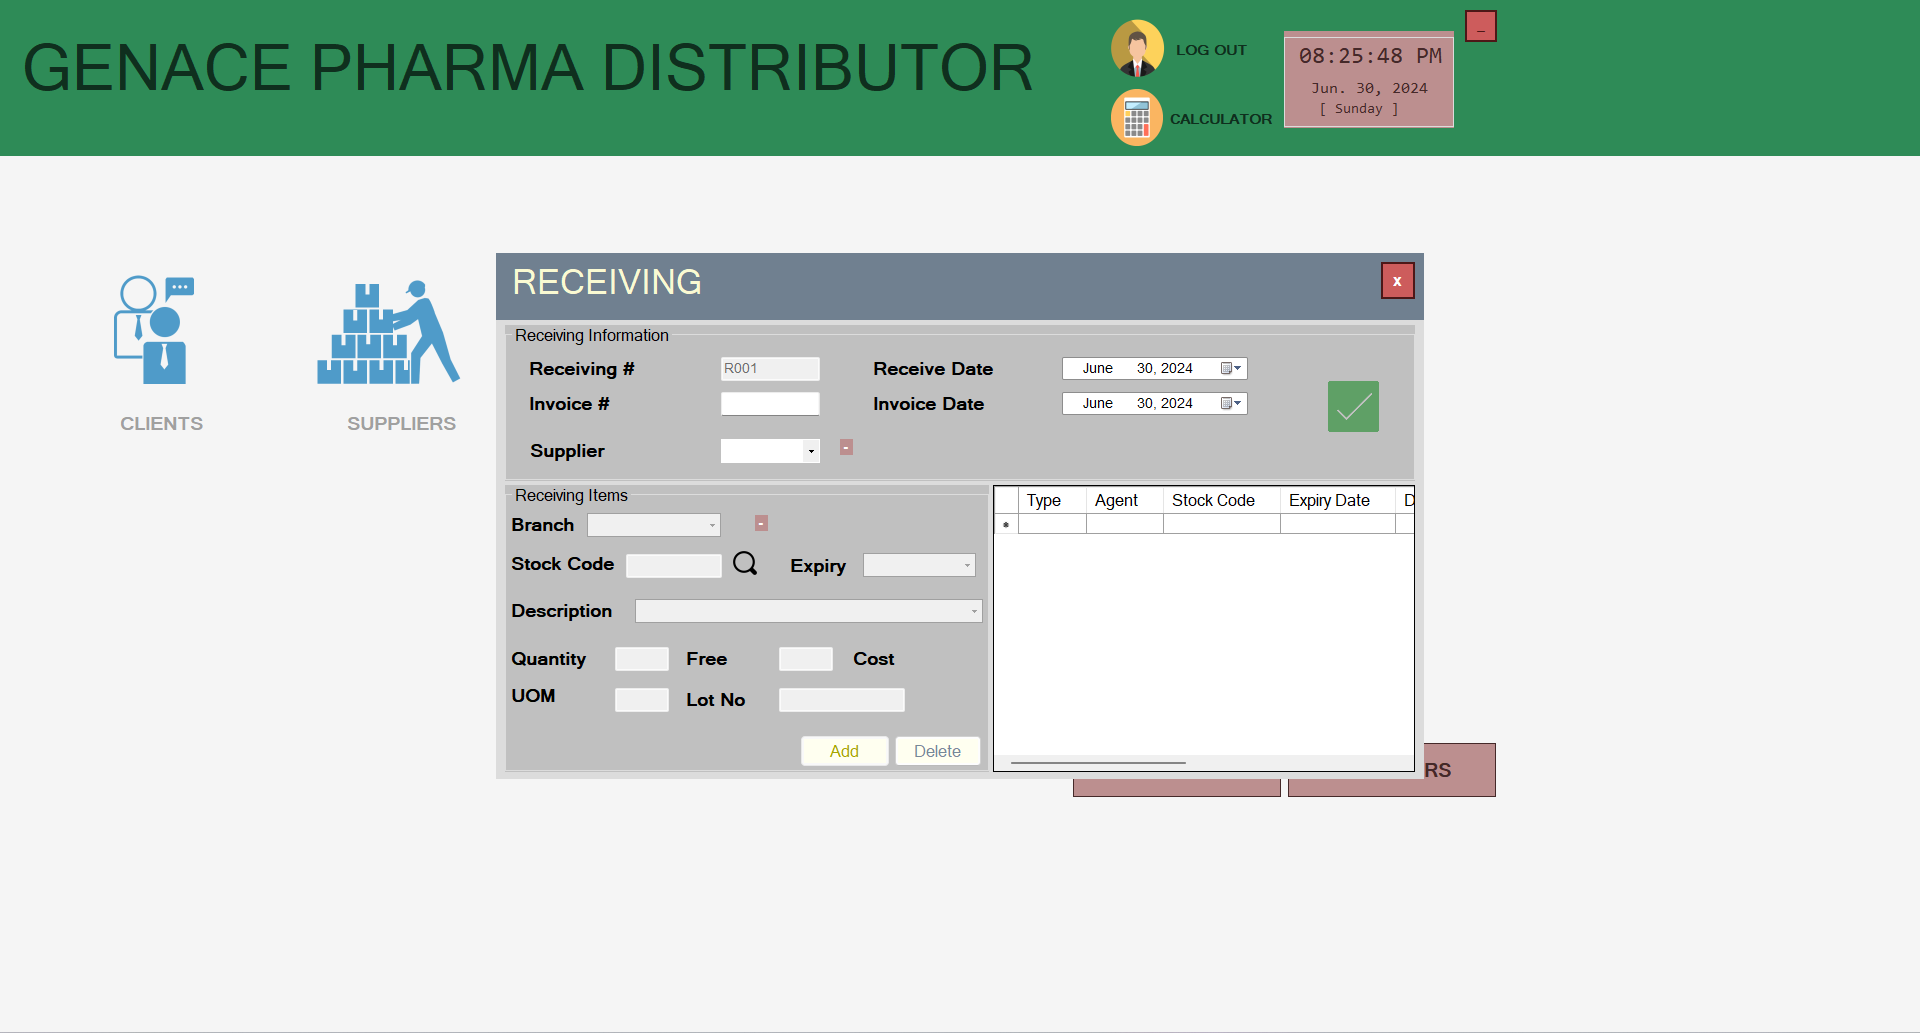 GENACE PHARMA DISTRIBUTOR
LOG OUT
CALCULATOR
08:25:48 PM
Jun. 30, 2024
[ Sunday ]
_
CLIENTS
SUPPLIERS
RECEIVING
x
Receiving Information
Receiving # R001 Receive Date June 30, 2024
Invoice # Invoice Date June 30, 2024
Supplier -
Receiving Items
Branch -
Stock Code Expiry
Description
Quantity Free Cost
UOM Lot No
Add Delete
Type Agent Stock Code Expiry Date D
RS